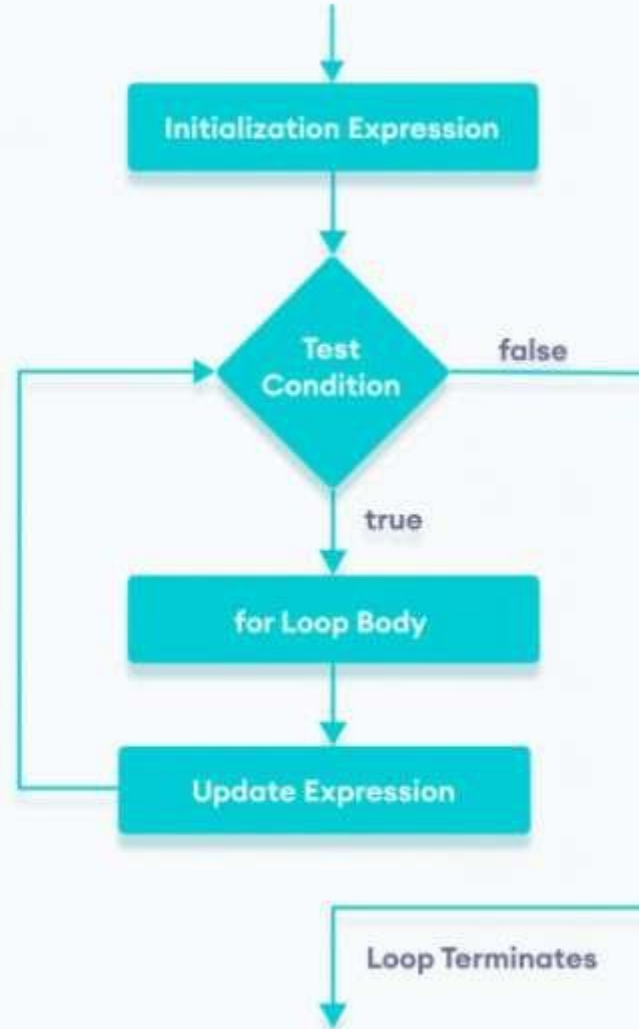 Initialization Expression
Test
Condition
false
true
for Loop Body
Update Expression
Loop Terminates